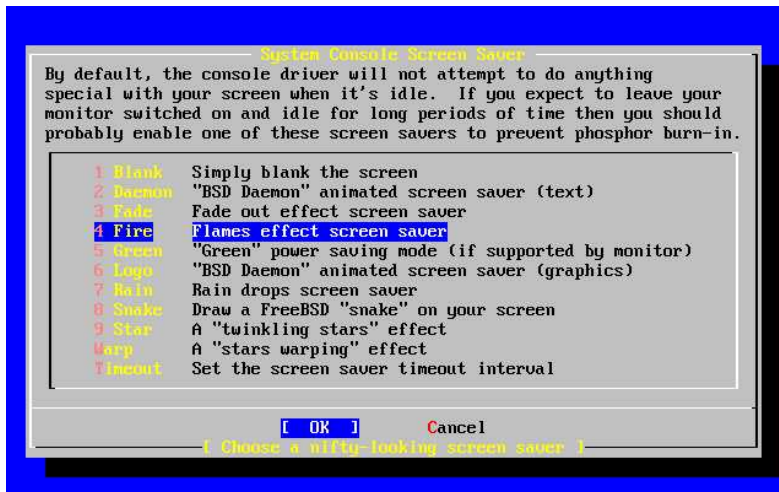 System Console Screen Saver
By default, the console driver will not attempt to do anything
special with your screen when it's idle.  If you expect to leave your
monitor switched on and idle for long periods of time then you should
probably enable one of these screen savers to prevent phosphor burn-in.
1 Blank    Simply blank the screen
2 Daemon   "BSD Daemon" animated screen saver (text)
3 Fade     Fade out effect screen saver
4 Fire     Flames effect screen saver
5 Green    "Green" power saving mode (if supported by monitor)
6 Logo     "BSD Daemon" animated screen saver (graphics)
7 Rain     Rain drops screen saver
8 Snake    Draw a FreeBSD "snake" on your screen
9 Star     A "twinkling stars" effect
Warp       A "stars warping" effect
Timeout    Set the screen saver timeout interval
[  OK  ]       Cancel
[ Choose a nifty-looking screen saver ]